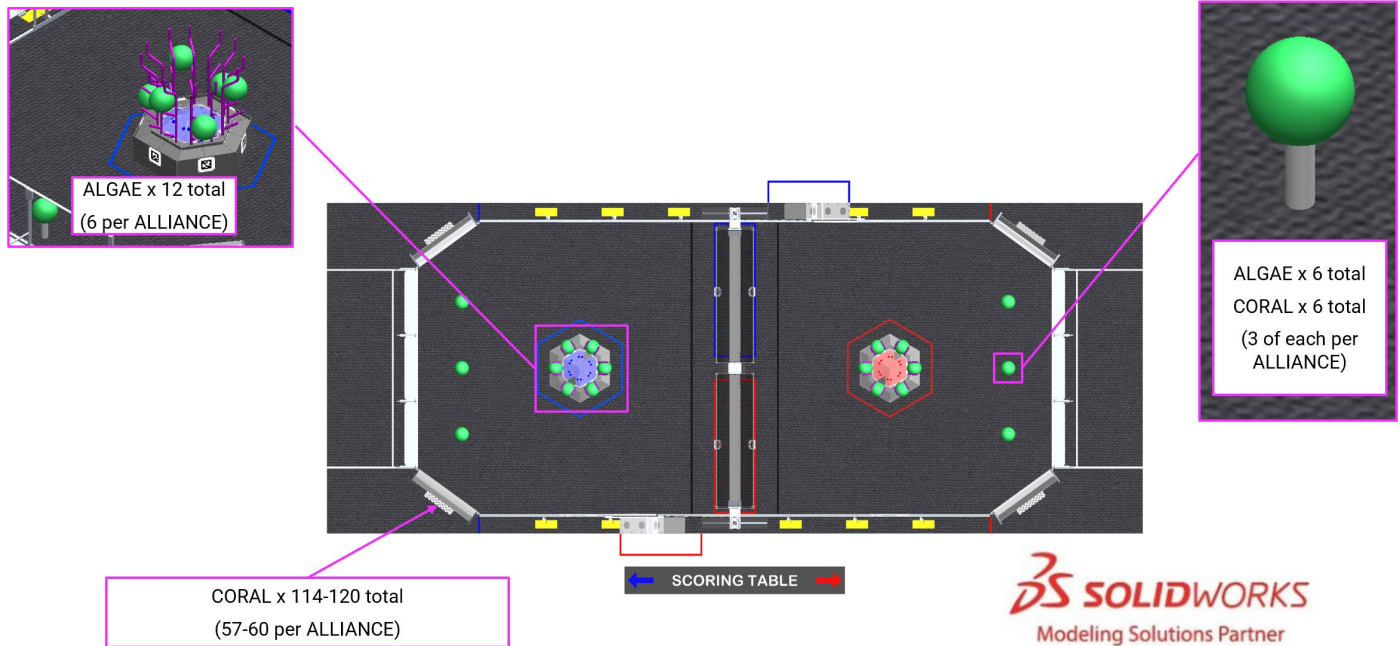 ALGAE x 12 total
(6 per ALLIANCE)
ALGAE x 6 total
CORAL x 6 total
(3 of each per
ALLIANCE)
SCORING TABLE
CORAL x 114-120 total
(57-60 per ALLIANCE)
SOLIDWORKS
Modeling Solutions Partner